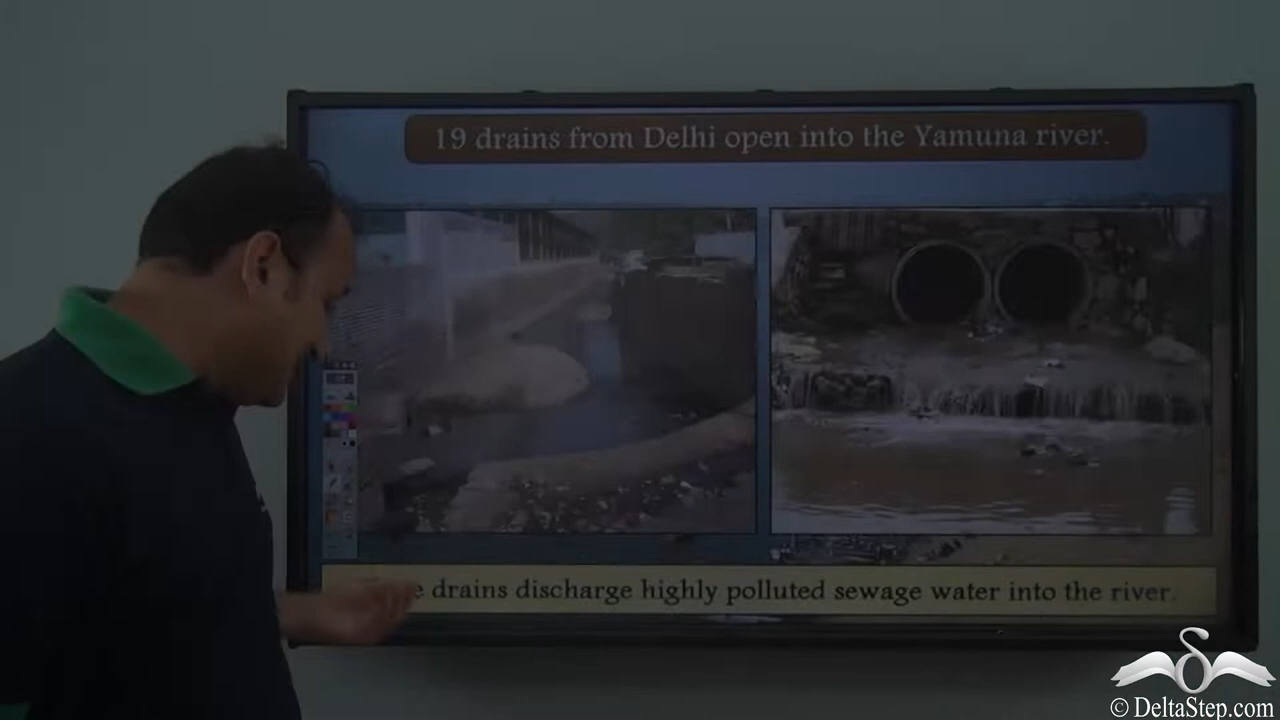 19 drains from Delhi open into the Yamuna river.
drains discharge highly polluted sewage water into the river.
© DeltaStep.com